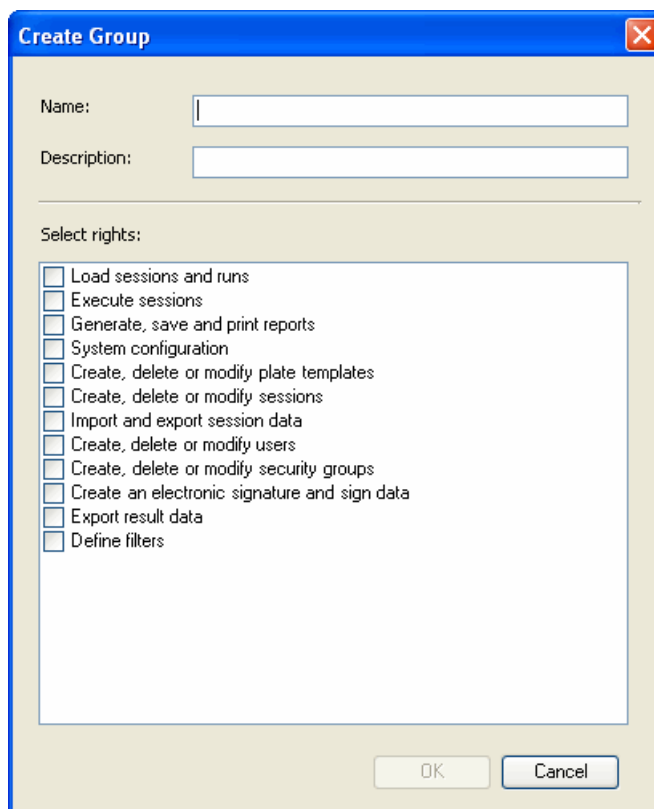 Create Group
Name:
Description:
Select rights:
Load sessions and runs
Execute sessions
Generate, save and print reports
System configuration
Create, delete or modify plate templates
Create, delete or modify sessions
Import and export session data
Create, delete or modify users
Create, delete or modify security groups
Create an electronic signature and sign data
Export result data
Define filters
OK Cancel